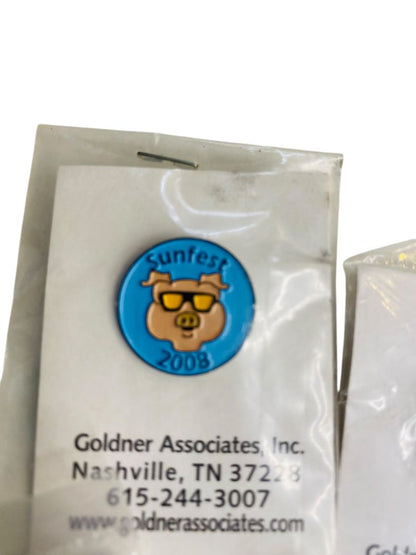 Sunfest
2008
Goldner Associates, Inc.
Nashville, TN 37228
615-244-3007
www.goldnerassociates.com